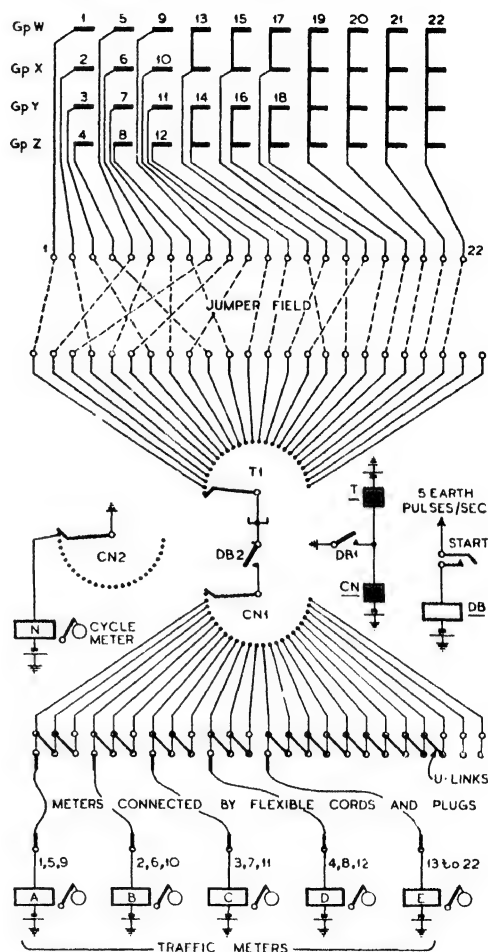 Gp W 1 5 9 13 15 17 19 20 21 22
Gp X 2 6 10
Gp Y 3 7 11 14 16 18
Gp Z 4 8 12
1 22
JUMPER FIELD
T1
T
5 EARTH
PULSES/SEC
START
DB2
DB1
CN2
CN
DB
CN1
N
CYCLE
METER
U-LINKS
METERS CONNECTED BY FLEXIBLE CORDS AND PLUGS
1,5,9 2,6,10 3,7,11 4,8,12 13 to 22
A B C D E
TRAFFIC METERS